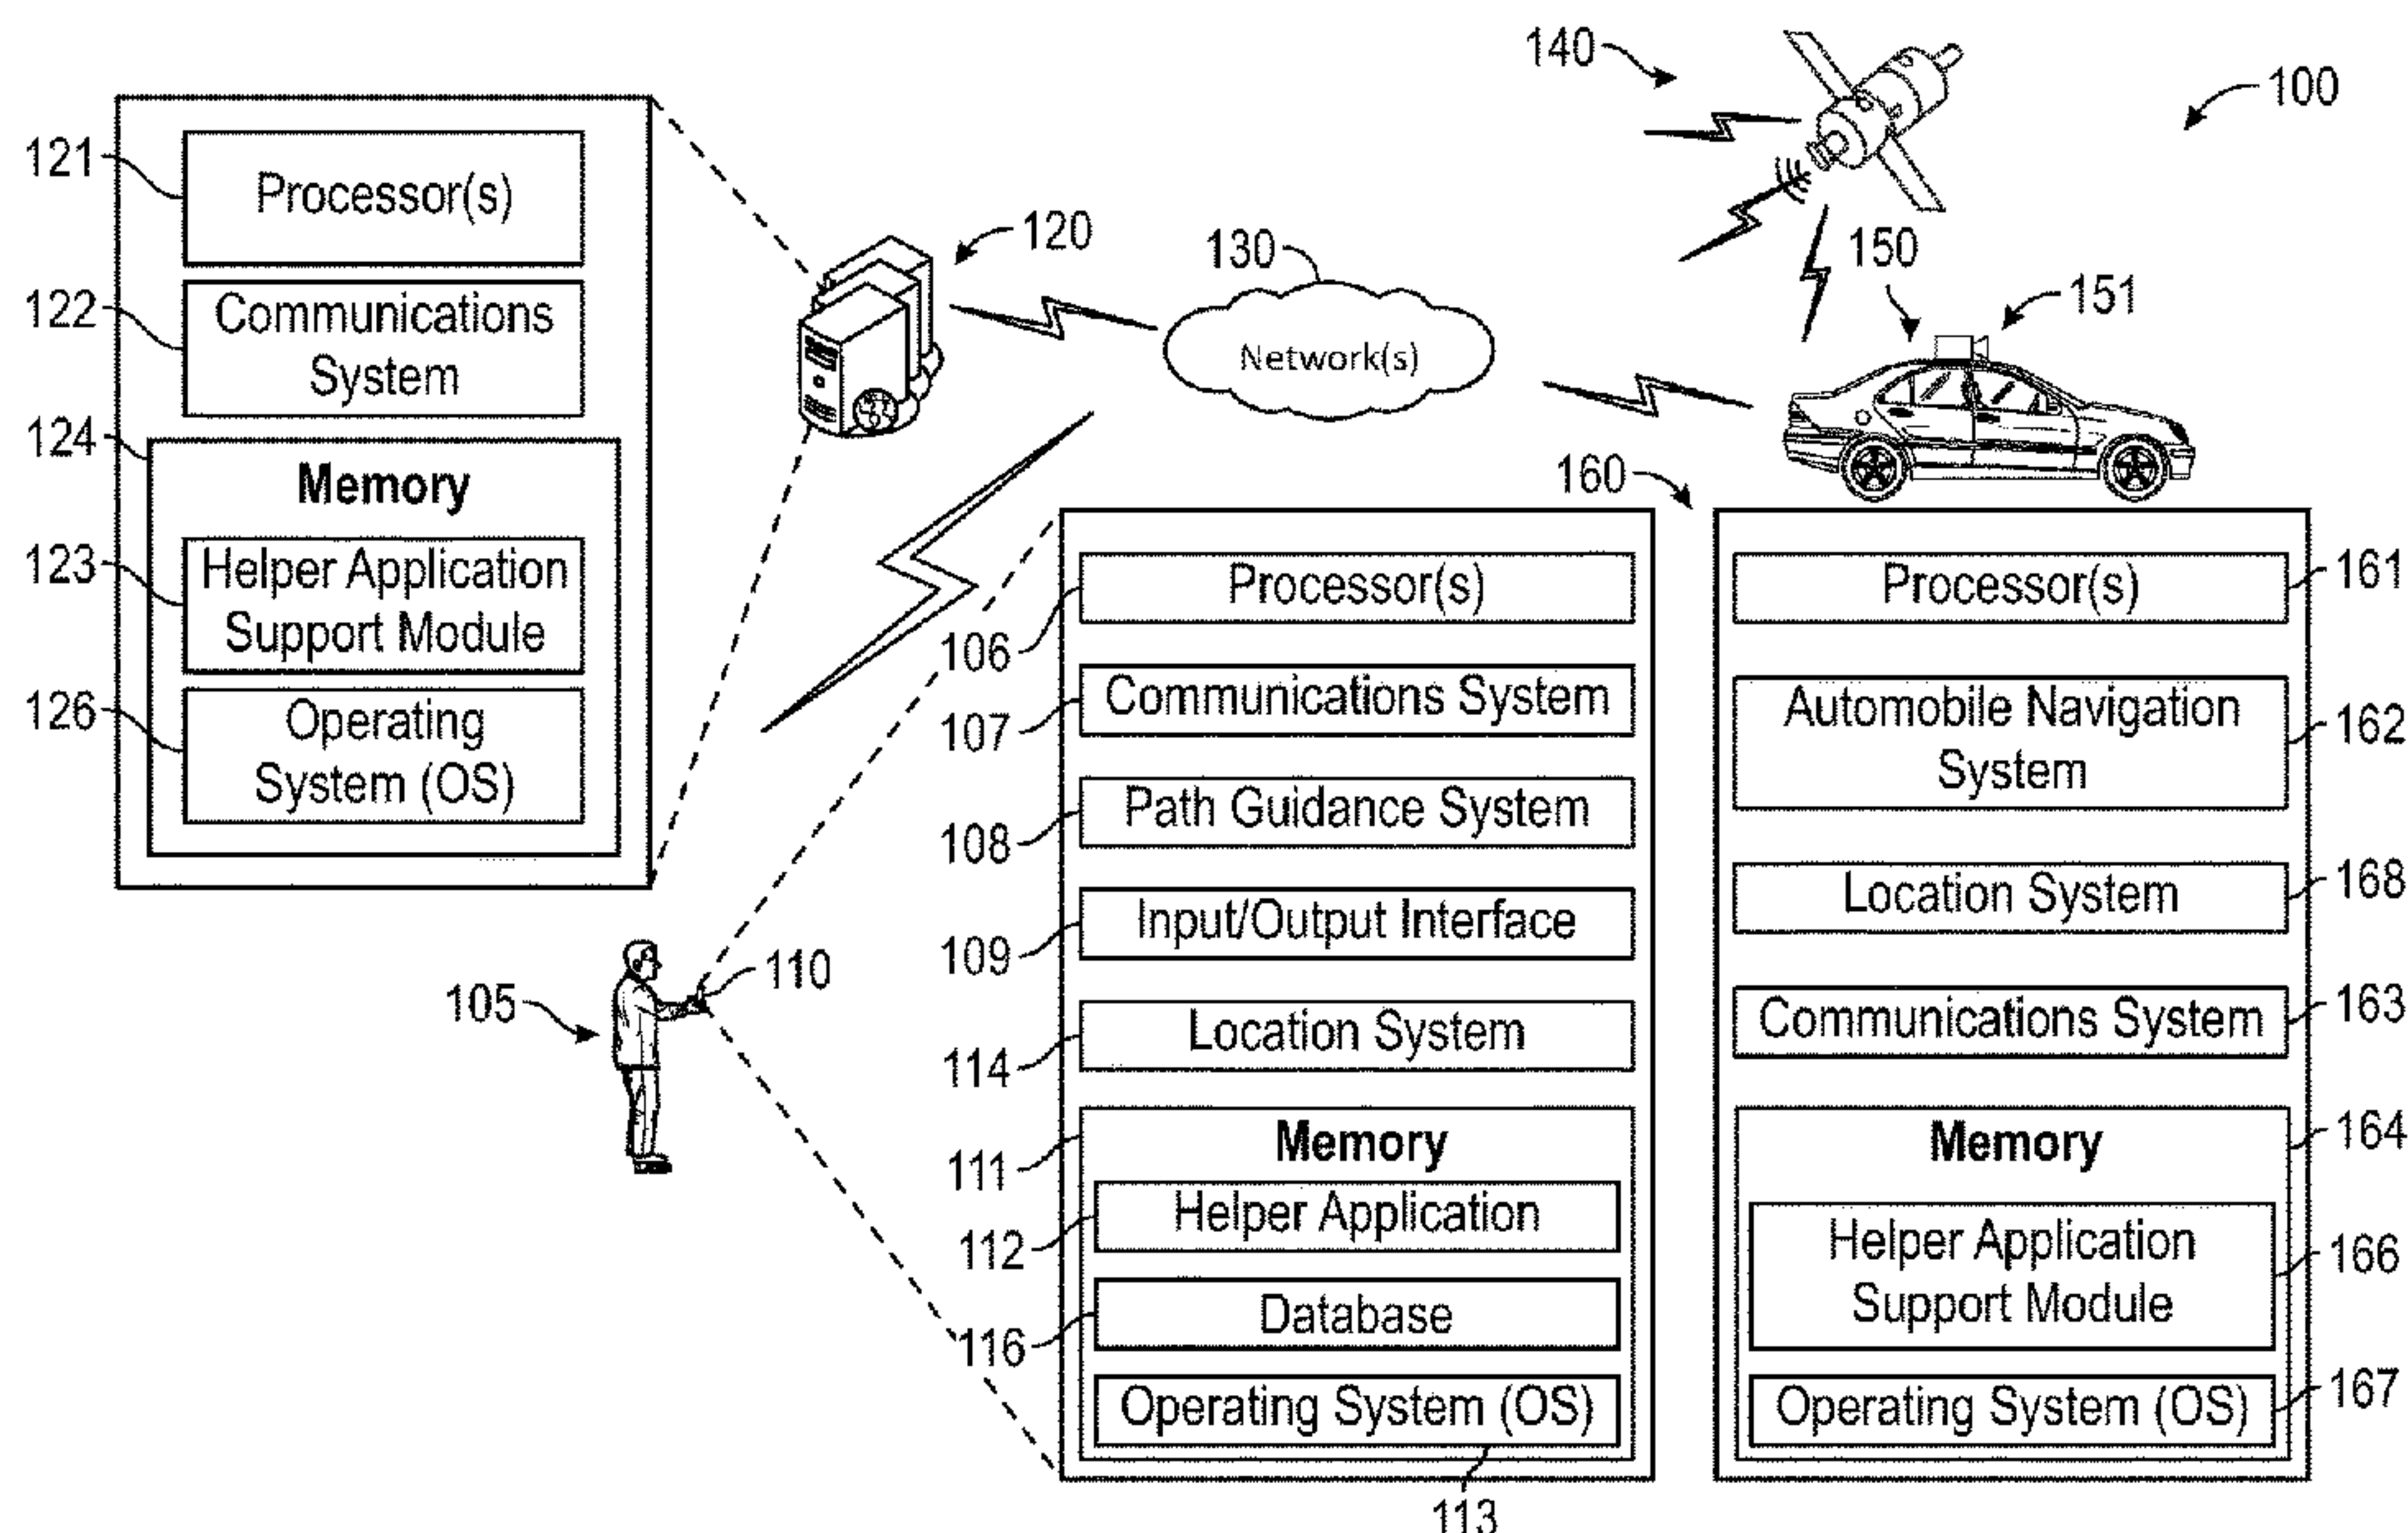 140
100
121
Processor(s)
120
130
150
151
122
Communications
System
Network(s)
124
Memory
160
123
Helper Application
Support Module
126
Operating
System (OS)
Processor(s)
106
Communications System
107
Path Guidance System
108
Input/Output Interface
109
Location System
114
Memory
111
Helper Application
112
Database
116
Operating System (OS)
113
105
110
Processor(s)
161
Automobile Navigation
System
162
Location System
168
Communications System
163
Memory
164
Helper Application
Support Module
166
Operating System (OS)
167